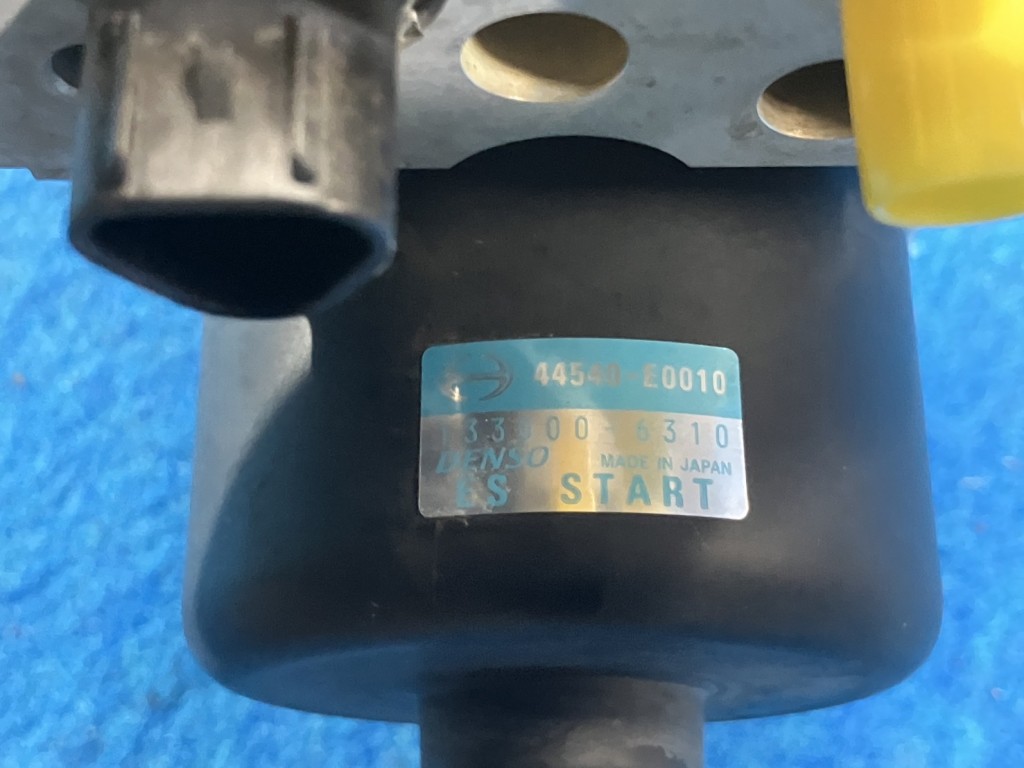 44540-E0010
133000-6310
DENSO MADE IN JAPAN
ES START